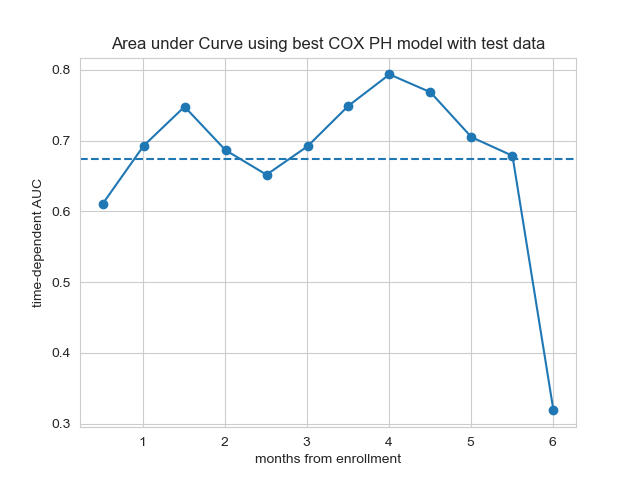 Area under Curve using best COX PH model with test data
time-dependent AUC
0.8
0.7
0.6
0.5
0.4
0.3
1 2 3 4 5 6
months from enrollment